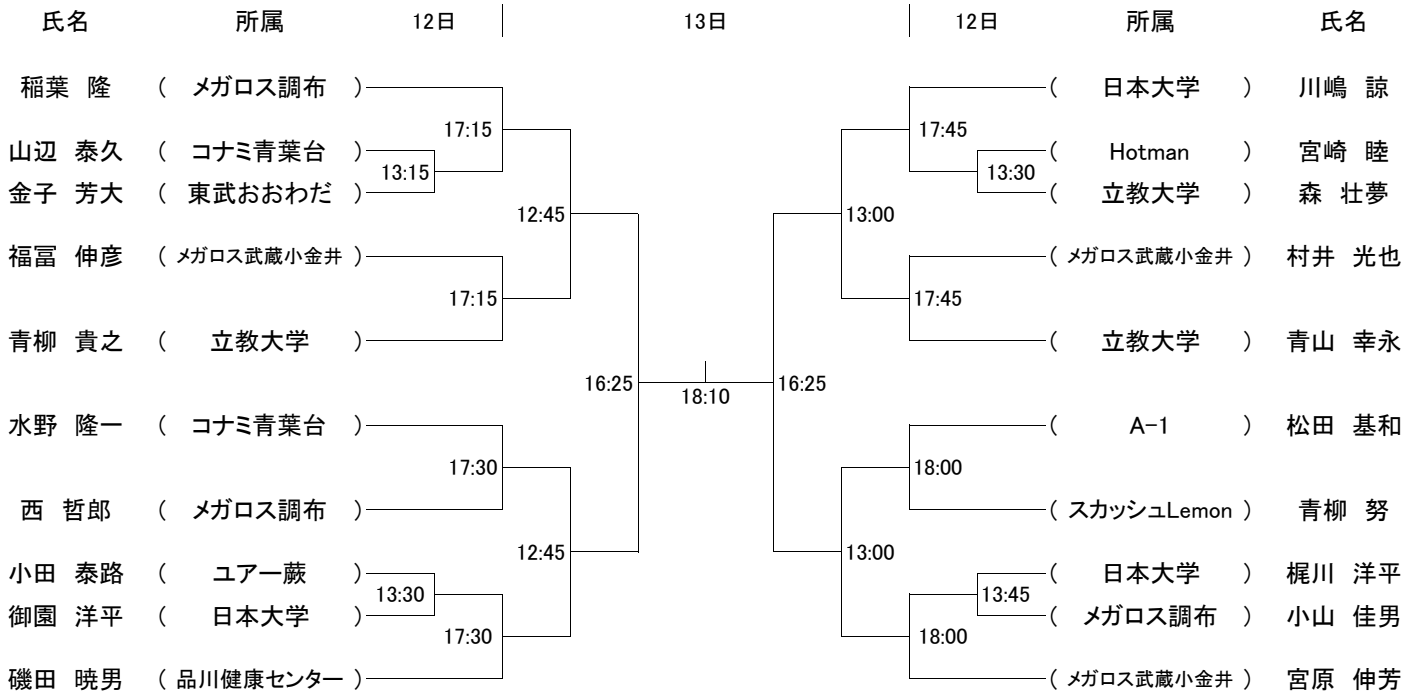 氏名 所属 12日 13日 12日 所属 氏名
稲葉 隆 ( メガロス調布 ) ( 日本大学 ) 川嶋 諒
17:15 17:45
山辺 泰久 ( コナミ青葉台 ) ( Hotman ) 宮崎 睦
13:15 13:30
金子 芳大 ( 東武おおわだ ) ( 立教大学 ) 森 壮夢
12:45 13:00
福冨 伸彦 ( メガロス武蔵小金井 ) ( メガロス武蔵小金井 ) 村井 光也
17:15 17:45
青柳 貴之 ( 立教大学 ) ( 立教大学 ) 青山 幸永
16:25 18:10 16:25
水野 隆一 ( コナミ青葉台 ) ( A-1 ) 松田 基和
17:30 18:00
西 哲郎 ( メガロス調布 ) ( スカッシュLemon ) 青柳 努
12:45 13:00
小田 泰路 ( ユアー蕨 ) ( 日本大学 ) 梶川 洋平
13:30 13:45
御園 洋平 ( 日本大学 ) ( メガロス調布 ) 小山 佳男
17:30 18:00
磯田 暁男 ( 品川健康センター ) ( メガロス武蔵小金井 ) 宮原 伸芳